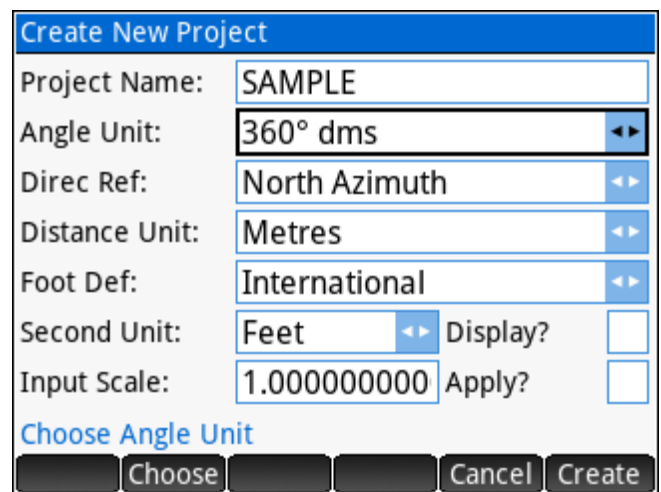 Create New Project
Project Name: SAMPLE
Angle Unit: 360° dms
Direc Ref: North Azimuth
Distance Unit: Metres
Foot Def: International
Second Unit: Feet Display?
Input Scale: 1.000000000 Apply?
Choose Angle Unit
Choose Cancel Create